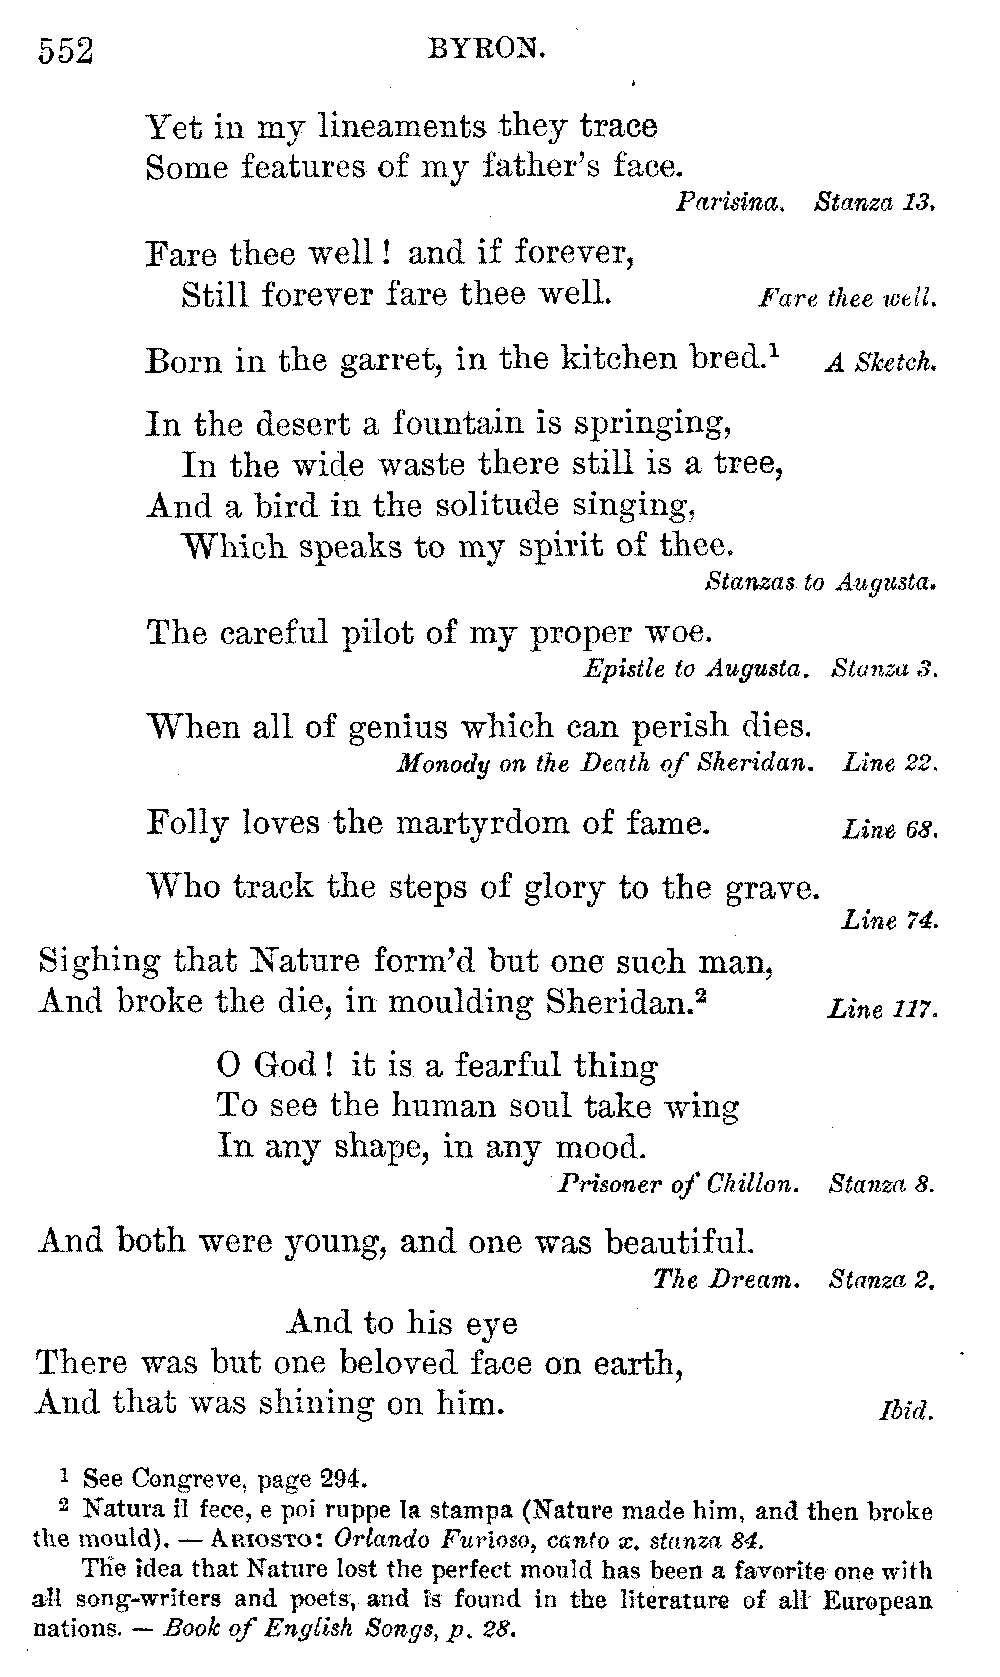 552 BYRON.
Yet in my lineaments they trace
Some features of my father's face.
Parisina. Stanza 13.
Fare thee well! and if forever,
Still forever fare thee well. Fare thee well.
Born in the garret, in the kitchen bred.¹ A Sketch.
In the desert a fountain is springing,
In the wide waste there still is a tree,
And a bird in the solitude singing,
Which speaks to my spirit of thee.
Stanzas to Augusta.
The careful pilot of my proper woe.
Epistle to Augusta. Stanza 3.
When all of genius which can perish dies.
Monody on the Death of Sheridan. Line 22.
Folly loves the martyrdom of fame. Line 68.
Who track the steps of glory to the grave.
Line 74.
Sighing that Nature form'd but one such man,
And broke the die, in moulding Sheridan.² Line 117.
O God! it is a fearful thing
To see the human soul take wing
In any shape, in any mood.
Prisoner of Chillon. Stanza 8.
And both were young, and one was beautiful.
The Dream. Stanza 2.
And to his eye
There was but one beloved face on earth,
And that was shining on him. Ibid.
¹ See Congreve, page 294.
² Natura il fece, e poi ruppe la stampa (Nature made him, and then broke
the mould). — ARIOSTO: Orlando Furioso, canto x. stanza 84.
The idea that Nature lost the perfect mould has been a favorite one with
all song-writers and poets, and is found in the literature of all European
nations. — Book of English Songs, p. 28.